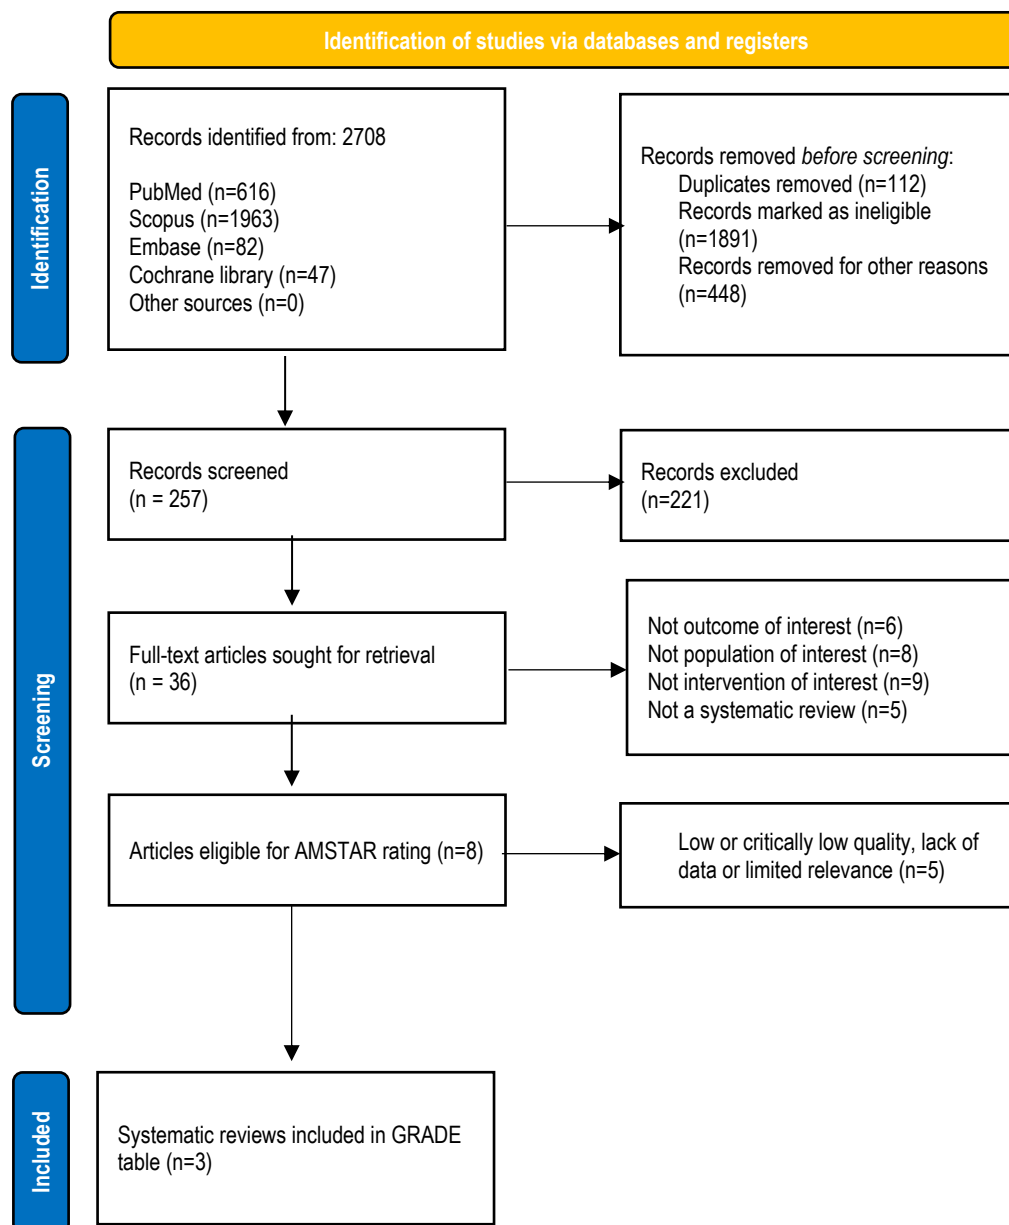 Identification of studies via databases and registers
Identification
Records identified from: 2708
PubMed (n=616)
Scopus (n=1963)
Embase (n=82)
Cochrane library (n=47)
Other sources (n=0)
Records removed before screening:
Duplicates removed (n=112)
Records marked as ineligible
(n=1891)
Records removed for other reasons
(n=448)
Screening
Records screened
(n = 257)
Records excluded
(n=221)
Full-text articles sought for retrieval
(n = 36)
Not outcome of interest (n=6)
Not population of interest (n=8)
Not intervention of interest (n=9)
Not a systematic review (n=5)
Articles eligible for AMSTAR rating (n=8)
Low or critically low quality, lack of
data or limited relevance (n=5)
Included
Systematic reviews included in GRADE
table (n=3)